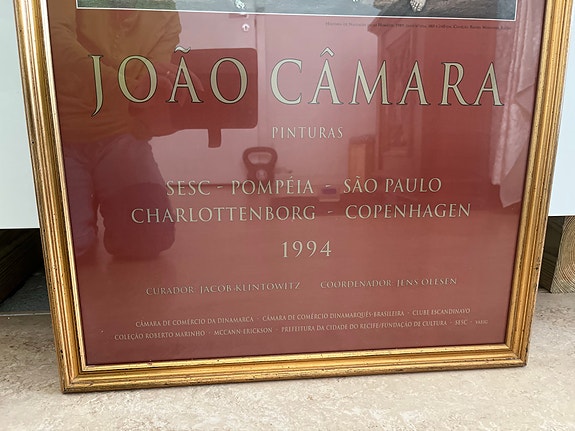 JOÃO CÂMARA
PINTURAS
SESC - POMPÉIA - SÃO PAULO
CHARLOTTENBORG - COPENHAGEN
1994
CURADOR JACOB KLINTOWITZ COORDENADOR JENS OLESEN
CÂMARA DE COMÉRCIO DA DINAMARCA - CÂMARA DE COMÉRCIO DINAMARQUÊS-BRASILEIRA - CLUBE ESCANDINAVO
COLEÇÃO ROBERTO MARINHO - MCCANN-ERICKSON - PREFEITURA DA CIDADE DO RECIFE/FUNDAÇÃO DE CULTURA - SESC -